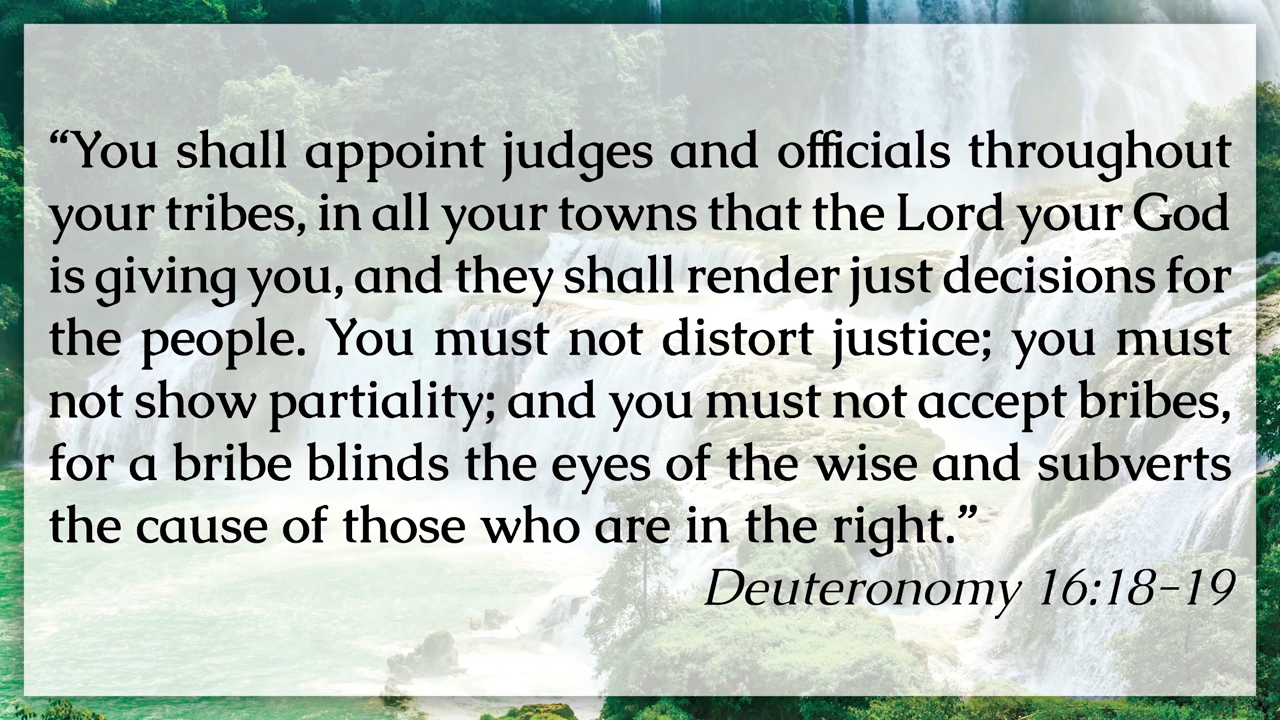 “You shall appoint judges and officials throughout
your tribes, in all your towns that the Lord your God
is giving you, and they shall render just decisions for
the people. You must not distort justice; you must
not show partiality; and you must not accept bribes,
for a bribe blinds the eyes of the wise and subverts
the cause of those who are in the right.”
Deuteronomy 16:18–19